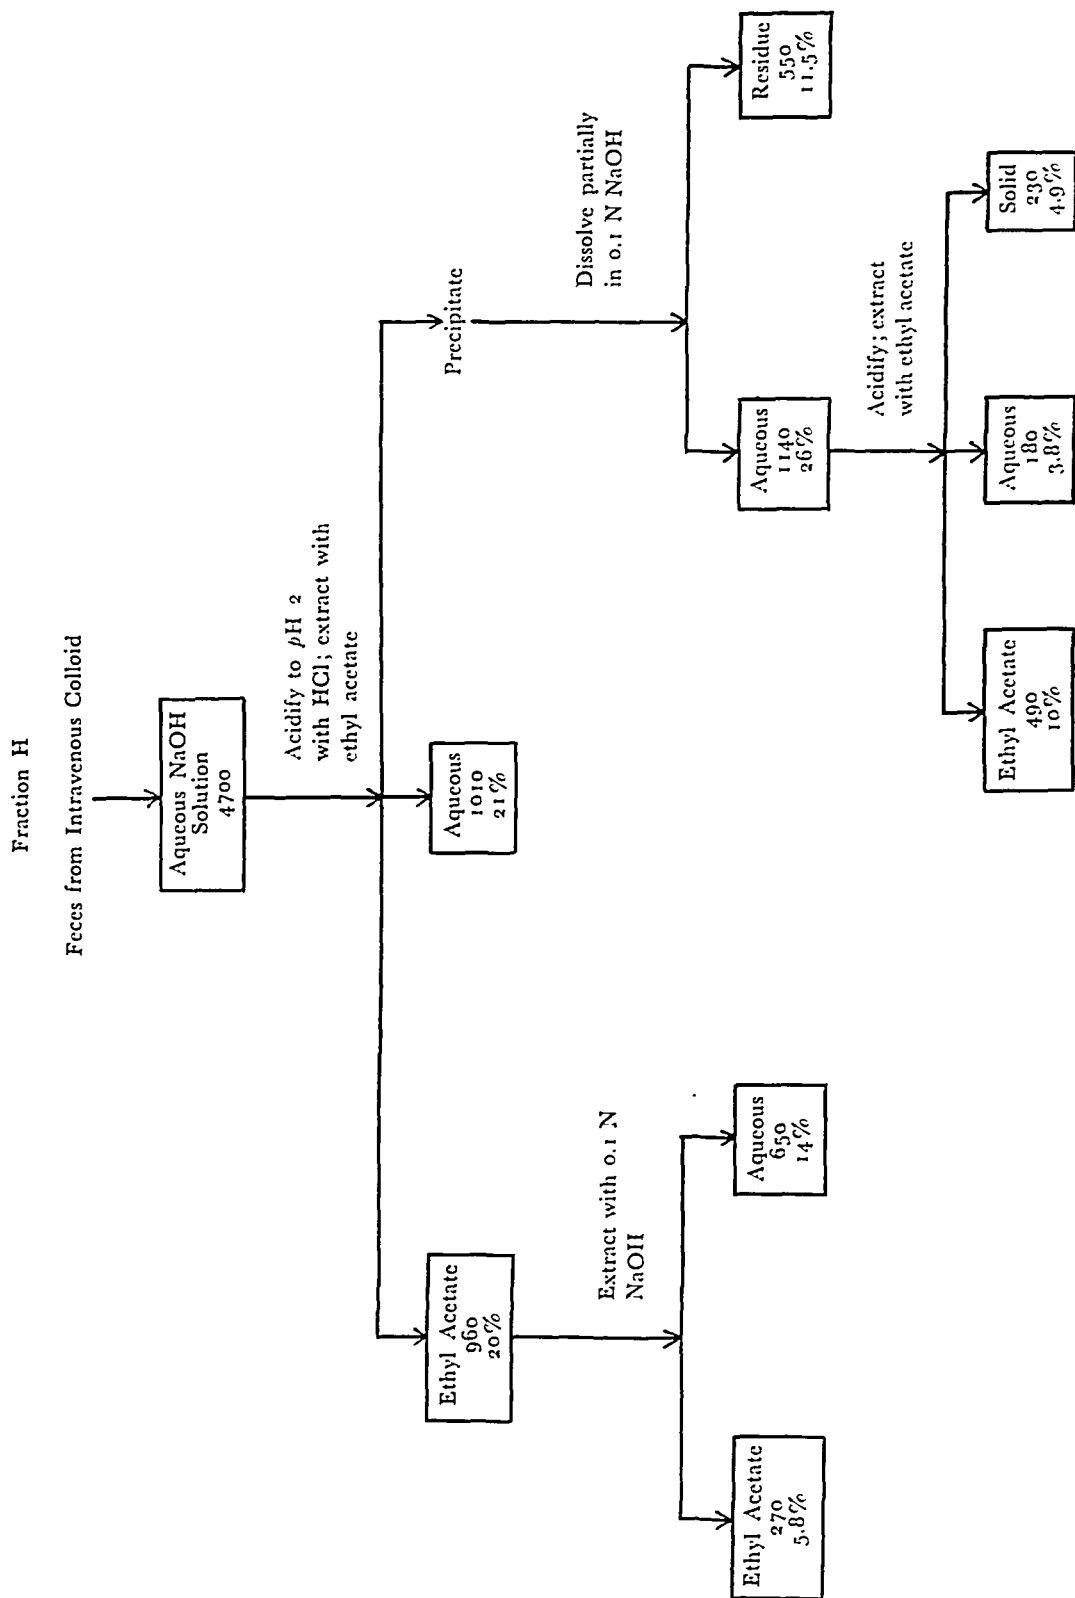 Fraction H
Feces from Intravenous Colloid
Aqueous NaOH
Solution
4700
Acidify to pH 2
with HCl; extract with
ethyl acetate
Ethyl Acetate
960
20%
Aqueous
1010
21%
Precipitate
Extract with 0.1 N
NaOH
Dissolve partially
in 0.1 N NaOH
Ethyl Acetate
270
5.8%
Aqueous
650
14%
Aqueous
1140
26%
Residue
550
11.5%
Acidify; extract
with ethyl acetate
Ethyl Acetate
490
10%
Aqueous
180
3.8%
Solid
230
4.9%